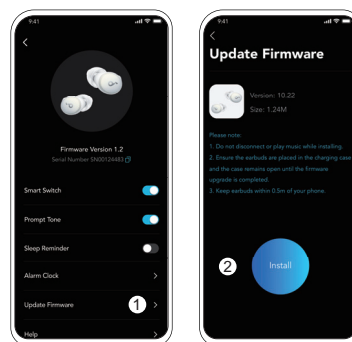 9:41
Firmware Version 1.2
Serial Number SN00124483
Smart Switch
Prompt Tone
Sleep Reminder
Alarm Clock
Update Firmware
1
Help
9:41
Update Firmware
Version: 10.22
Size: 1.24M
Please note:
1. Do not disconnect or play music while installing.
2. Ensure the earbuds are placed in the charging case
and the case remains open until the firmware
upgrade is completed.
3. Keep earbuds within 0.5m of your phone.
2
Install